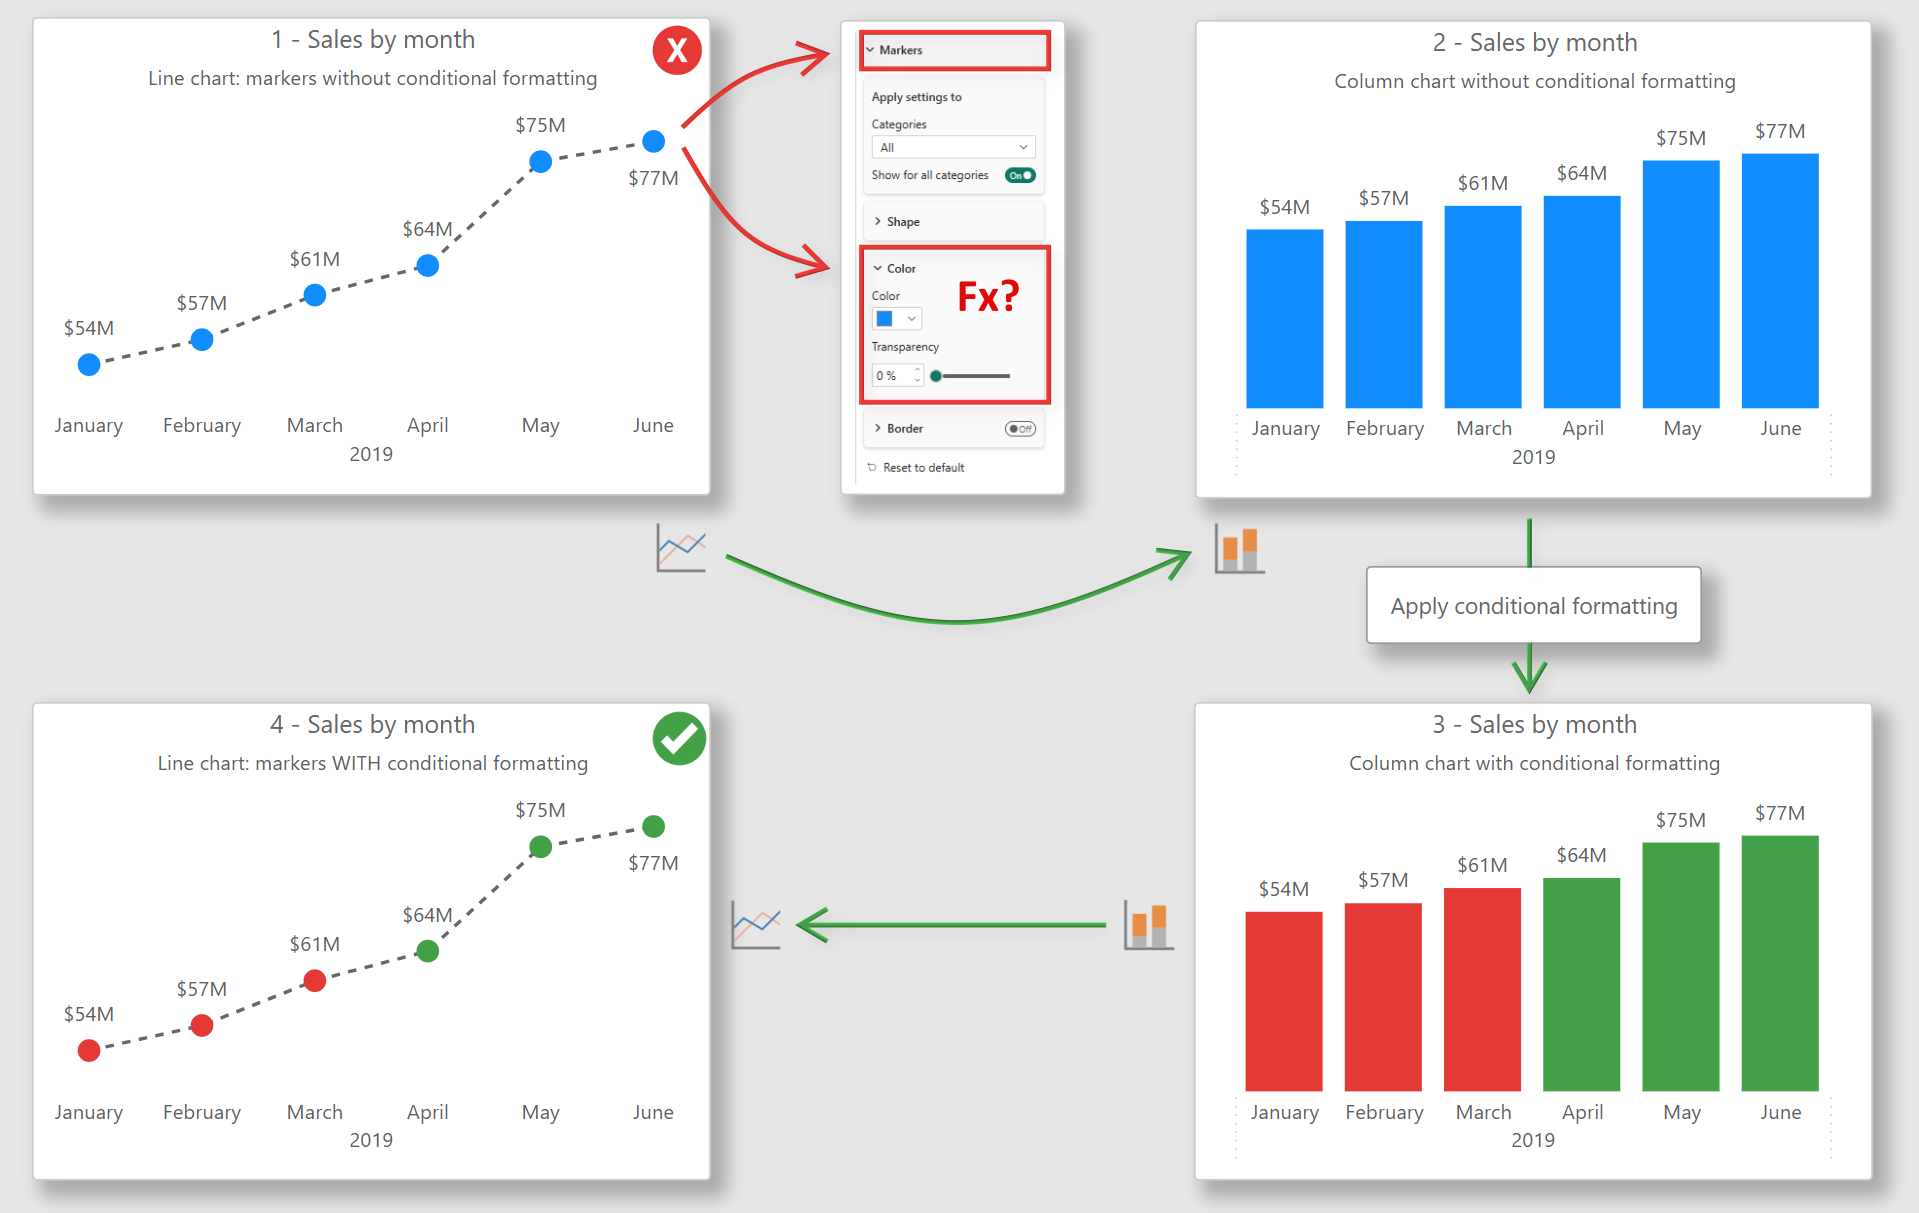 1 - Sales by month
Line chart: markers without conditional formatting
X
$54M
$57M
$61M
$64M
$75M
$77M
January February March April May June
2019
Markers
Apply settings to
Categories
All
Show for all categories On
Shape
Color
Fx?
Color
Transparency
0 %
Border Off
Reset to default
2 - Sales by month
Column chart without conditional formatting
$54M
$57M
$61M
$64M
$75M
$77M
January February March April May June
2019
Apply conditional formatting
3 - Sales by month
Column chart with conditional formatting
$54M
$57M
$61M
$64M
$75M
$77M
January February March April May June
2019
4 - Sales by month
Line chart: markers WITH conditional formatting
$54M
$57M
$61M
$64M
$75M
$77M
January February March April May June
2019